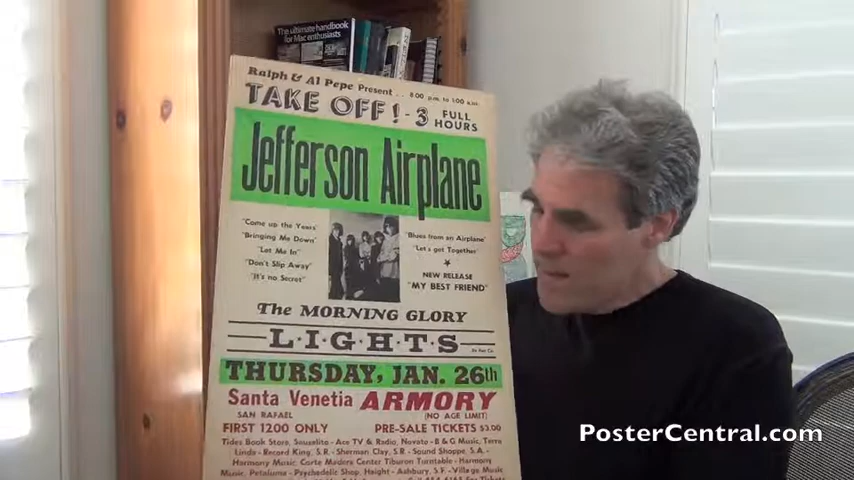 The ultimate handbook
for Mac enthusiasts
Ralph & Al Pepe Present . . 8:00 p.m. to 1:00 a.m.
TAKE OFF! - 3 FULL HOURS
Jefferson Airplane
"Come up the Years"
"Bringing Me Down"
"Let Me In"
"Don't Slip Away"
"It's no Secret"
"Blues from an Airplane"
"Let's get Together"
NEW RELEASE
"MY BEST FRIEND"
The MORNING GLORY
L·I·G·H·T·S
THURSDAY, JAN. 26th
Santa Venetia ARMORY
SAN RAFAEL (NO AGE LIMIT)
FIRST 1200 ONLY PRE-SALE TICKETS $3.00
Tides Book Store, Sausalito - Ace TV & Radio, Novato - B & G Music, Terra
Linda - Record King, S.R. - Sherman Clay, S.R. - Sound Shoppe, S.A. -
Harmony Music, Corte Madera Center Tiburon Turntable - Harmony
Music, Petaluma - Psychedelic Shop, Haight - Ashbury, S.F. - Village Music
PosterCentral.com